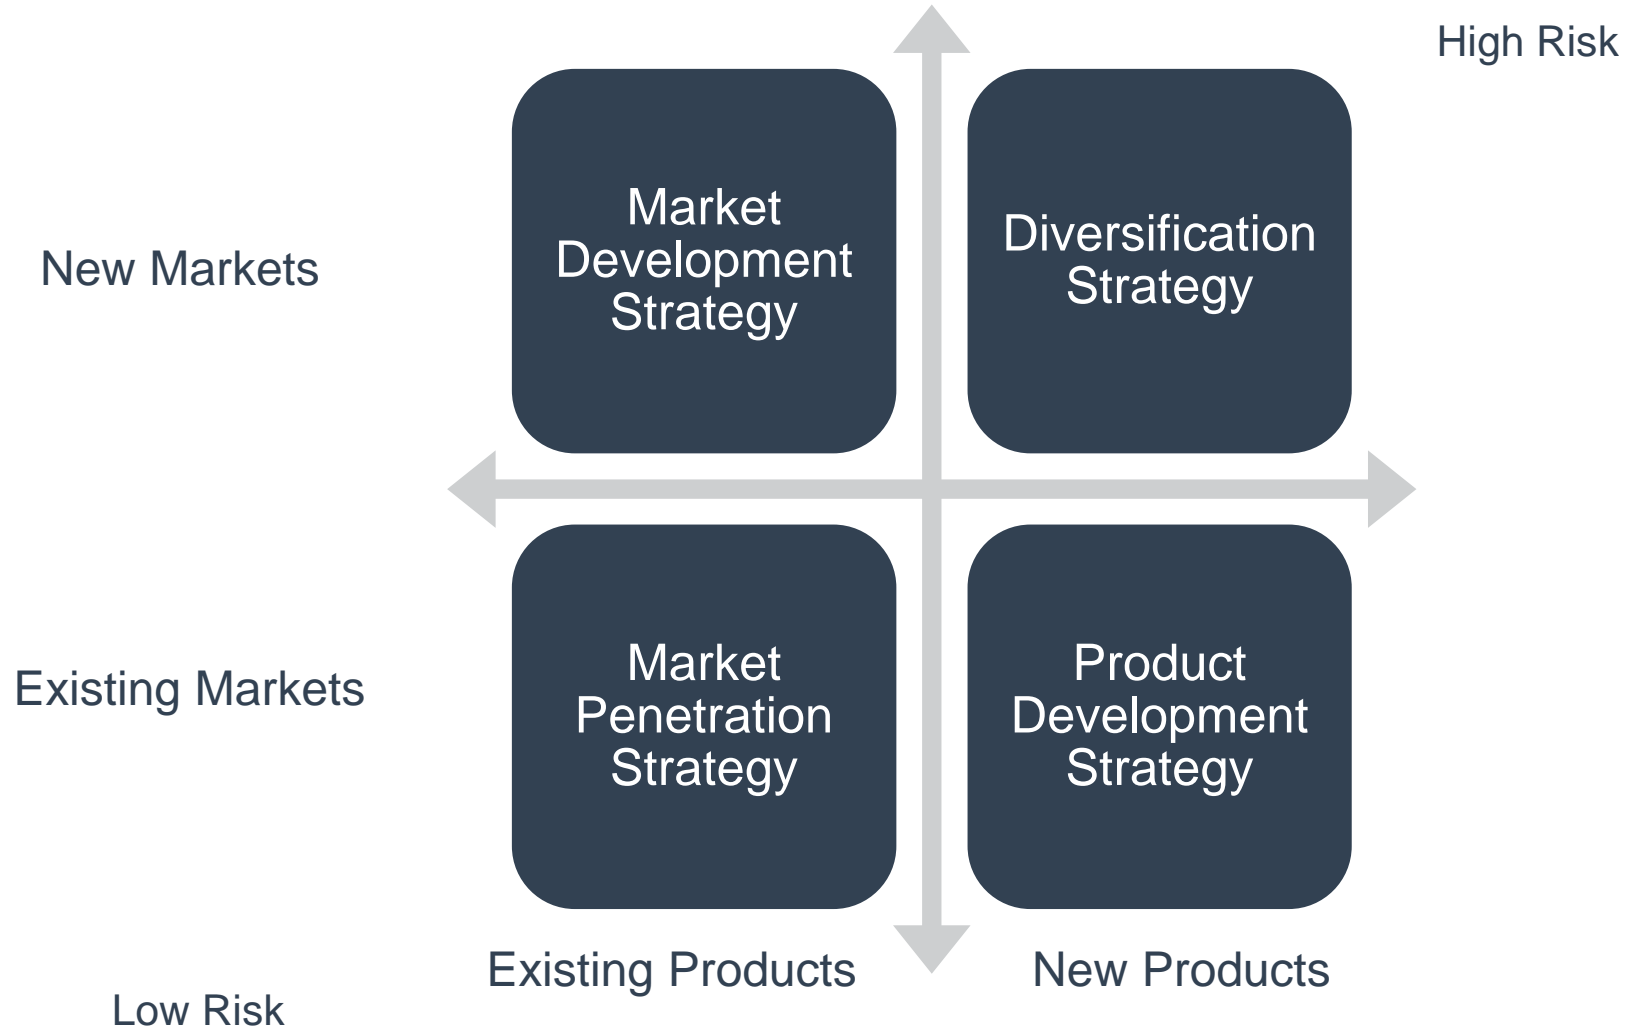 High Risk
Market
Development
Strategy
Diversification
Strategy
New Markets
Existing Markets
Market
Penetration
Strategy
Product
Development
Strategy
Existing Products
New Products
Low Risk